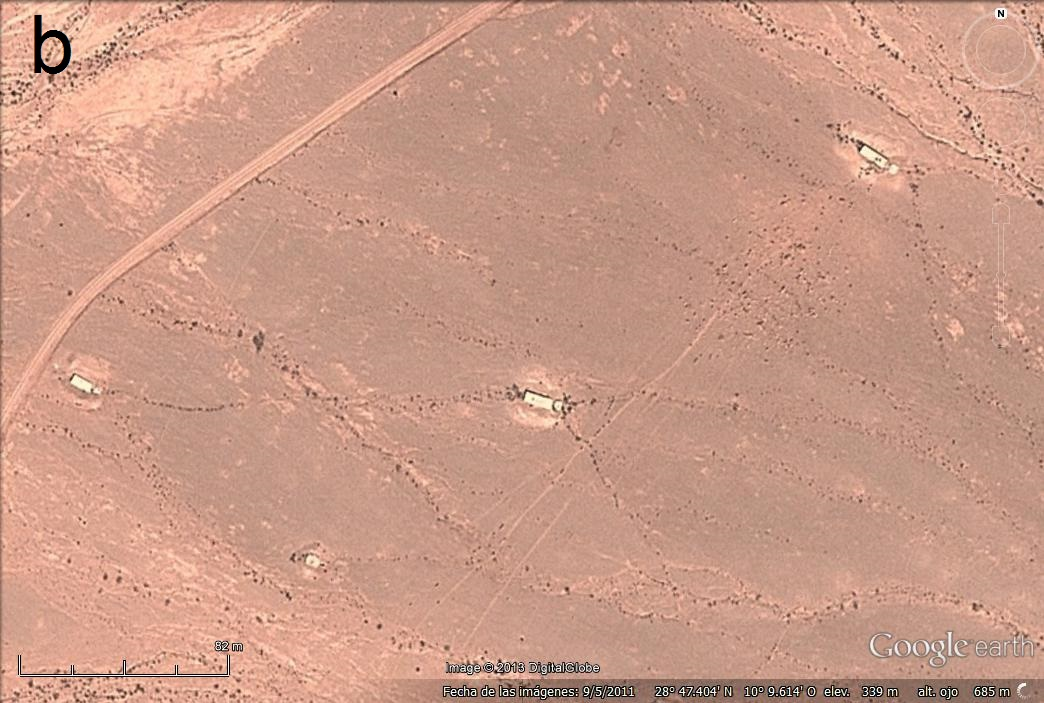 b
N
82 m
Google earth
Image © 2013 DigitalGlobe
Fecha de las imágenes: 9/5/2011 28° 47.404' N 10° 9.614' O elev. 339 m alt. ojo 685 m